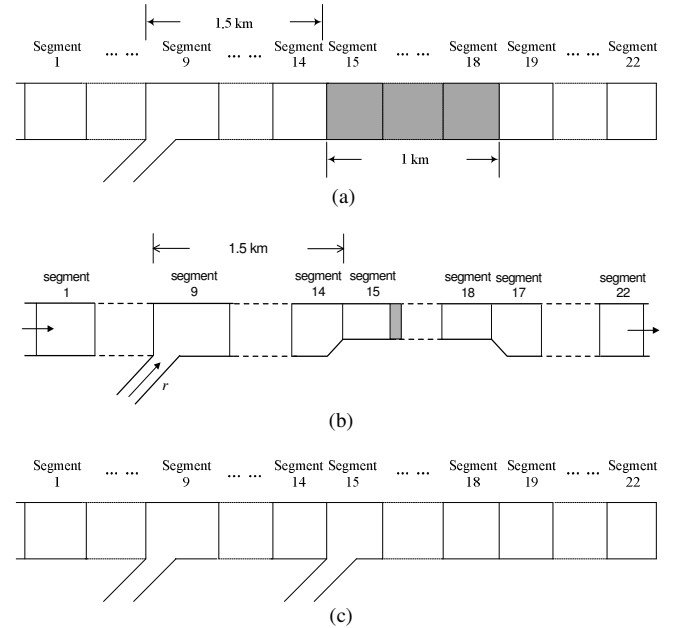 1.5 km
Segment 1 ... ... Segment 9 ... ... Segment 14 Segment 15 ... ... Segment 18 Segment 19 ... ... Segment 22
1 km
(a)
1.5 km
segment 1 segment 9 segment 14 segment 15 segment 18 segment 17 segment 22
r
(b)
Segment 1 ... ... Segment 9 ... ... Segment 14 Segment 15 ... ... Segment 18 Segment 19 ... ... Segment 22
(c)